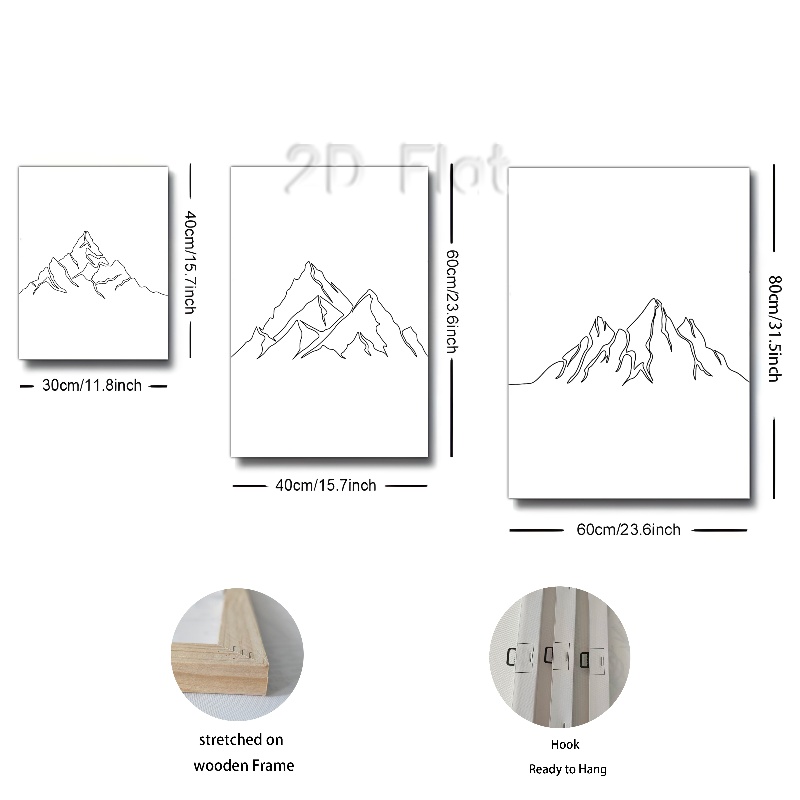 2D Flat
40cm/15.7inch
60cm/23.6inch
80cm/31.5inch
30cm/11.8inch
40cm/15.7inch
60cm/23.6inch
stretched on
wooden Frame
Hook
Ready to Hang